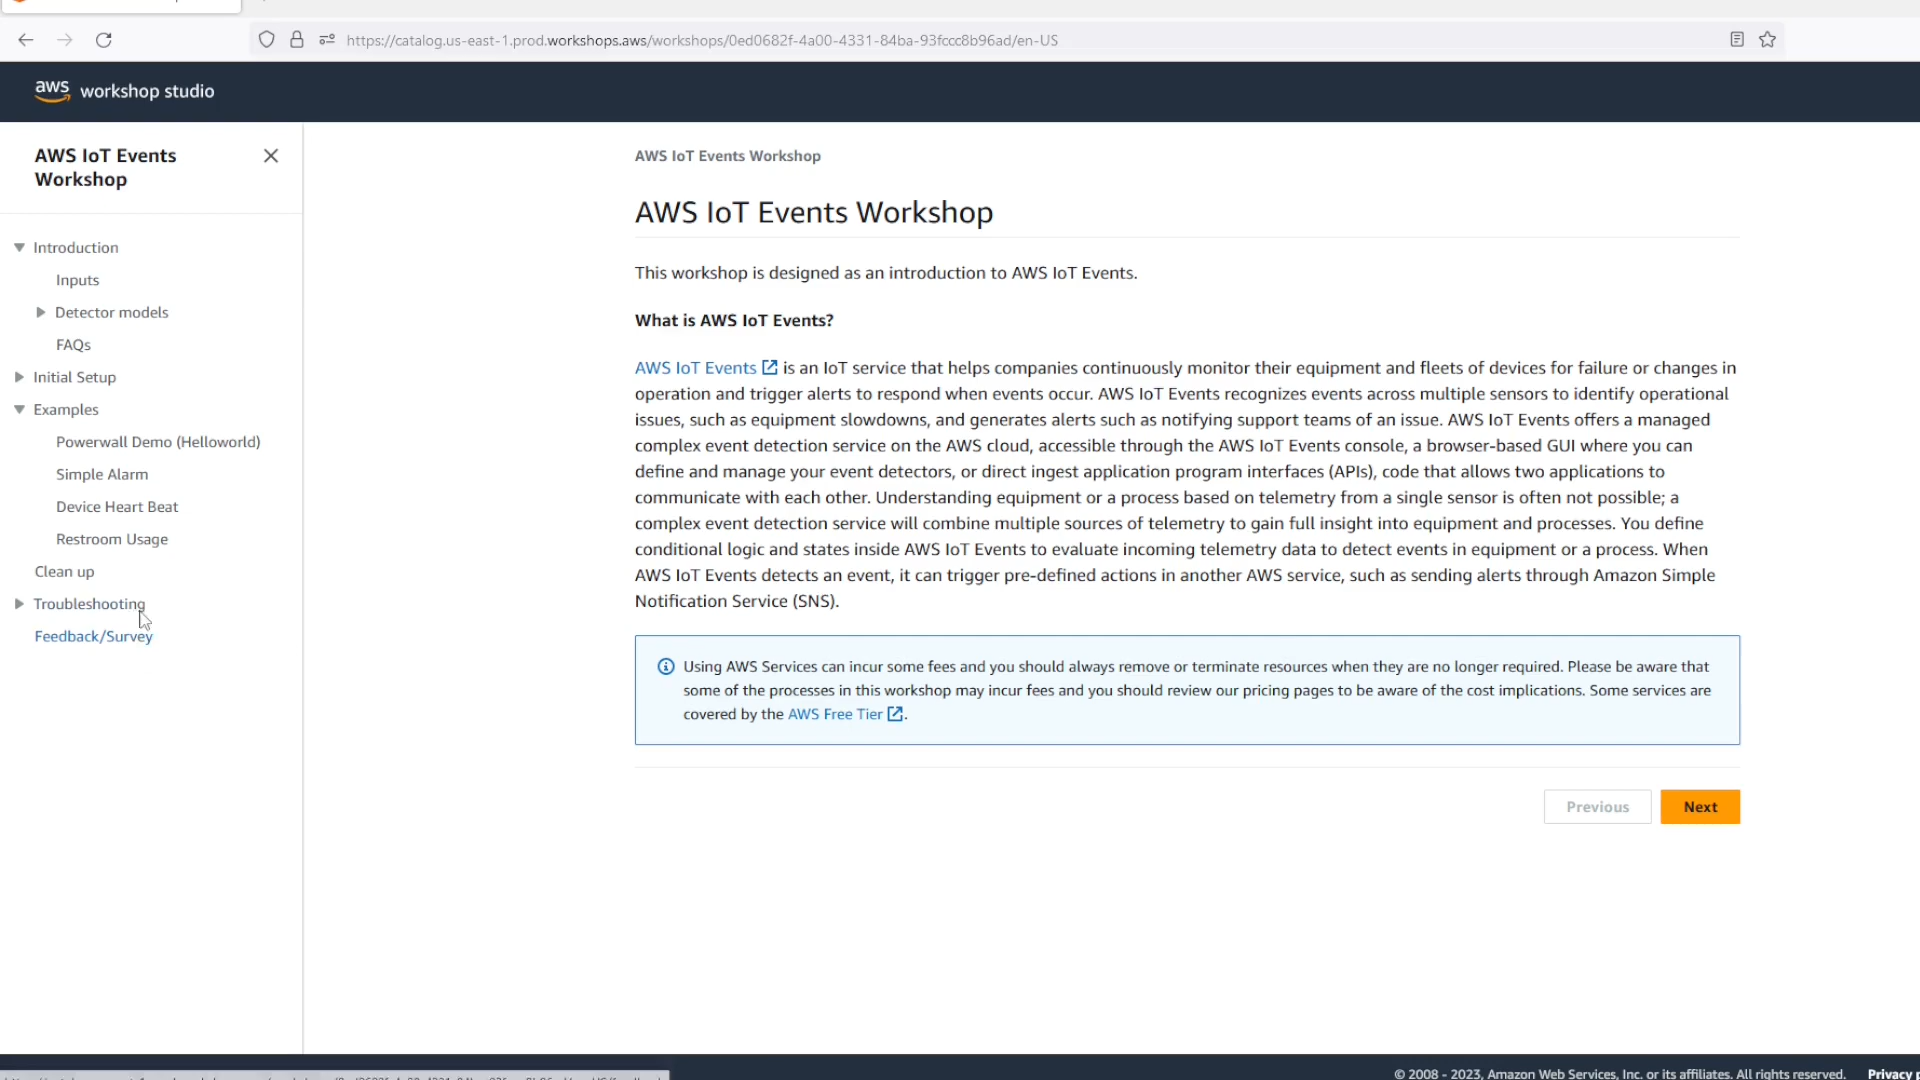 https://catalog.us-east-1.prod.workshops.aws/workshops/0ed0682f-4a00-4331-84ba-93fccc8b96ad/en-US
aws workshop studio
AWS IoT Events
Workshop
Introduction
Inputs
Detector models
FAQs
Initial Setup
Examples
Powerwall Demo (Helloworld)
Simple Alarm
Device Heart Beat
Restroom Usage
Clean up
Troubleshooting
Feedback/Survey
AWS IoT Events Workshop
AWS IoT Events Workshop
This workshop is designed as an introduction to AWS IoT Events.
What is AWS IoT Events?
AWS IoT Events is an IoT service that helps companies continuously monitor their equipment and fleets of devices for failure or changes in
operation and trigger alerts to respond when events occur. AWS IoT Events recognizes events across multiple sensors to identify operational
issues, such as equipment slowdowns, and generates alerts such as notifying support teams of an issue. AWS IoT Events offers a managed
complex event detection service on the AWS cloud, accessible through the AWS IoT Events console, a browser-based GUI where you can
define and manage your event detectors, or direct ingest application program interfaces (APIs), code that allows two applications to
communicate with each other. Understanding equipment or a process based on telemetry from a single sensor is often not possible; a
complex event detection service will combine multiple sources of telemetry to gain full insight into equipment and processes. You define
conditional logic and states inside AWS IoT Events to evaluate incoming telemetry data to detect events in equipment or a process. When
AWS IoT Events detects an event, it can trigger pre-defined actions in another AWS service, such as sending alerts through Amazon Simple
Notification Service (SNS).
Using AWS Services can incur some fees and you should always remove or terminate resources when they are no longer required. Please be aware that
some of the processes in this workshop may incur fees and you should review our pricing pages to be aware of the cost implications. Some services are
covered by the AWS Free Tier .
Previous
Next
© 2008 - 2023, Amazon Web Services, Inc. or its affiliates. All rights reserved. Privacy